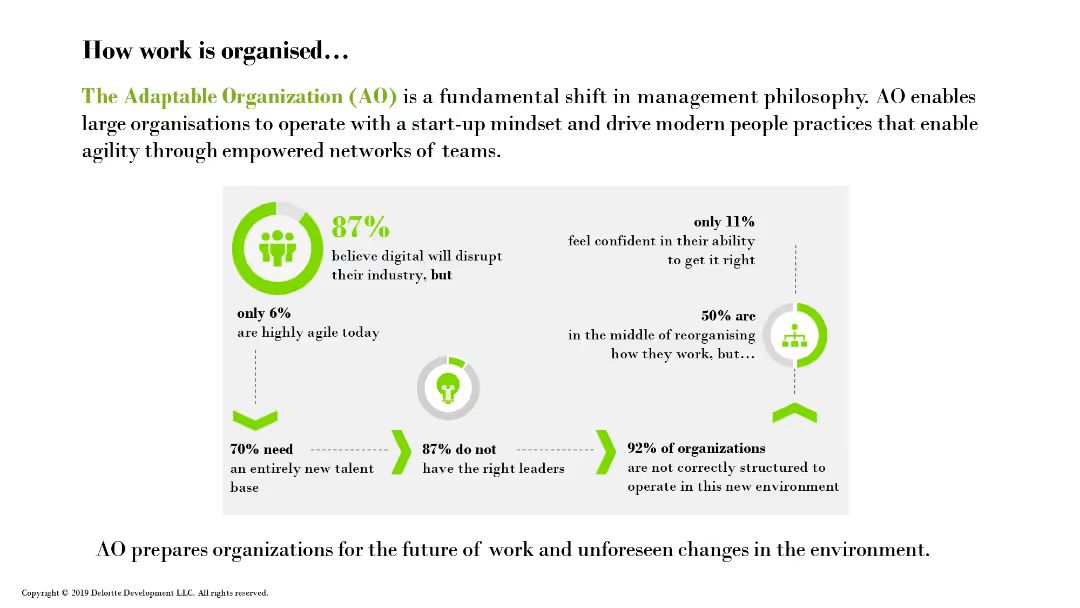 How work is organised…
The Adaptable Organization (AO) is a fundamental shift in management philosophy. AO enables
large organisations to operate with a start-up mindset and drive modern people practices that enable
agility through empowered networks of teams.
87%
believe digital will disrupt
their industry, but
only 6%
are highly agile today
70% need
an entirely new talent
base
87% do not
have the right leaders
92% of organizations
are not correctly structured to
operate in this new environment
50% are
in the middle of reorganising
how they work, but…
only 11%
feel confident in their ability
to get it right
AO prepares organizations for the future of work and unforeseen changes in the environment.
Copyright © 2019 Deloitte Development LLC. All rights reserved.